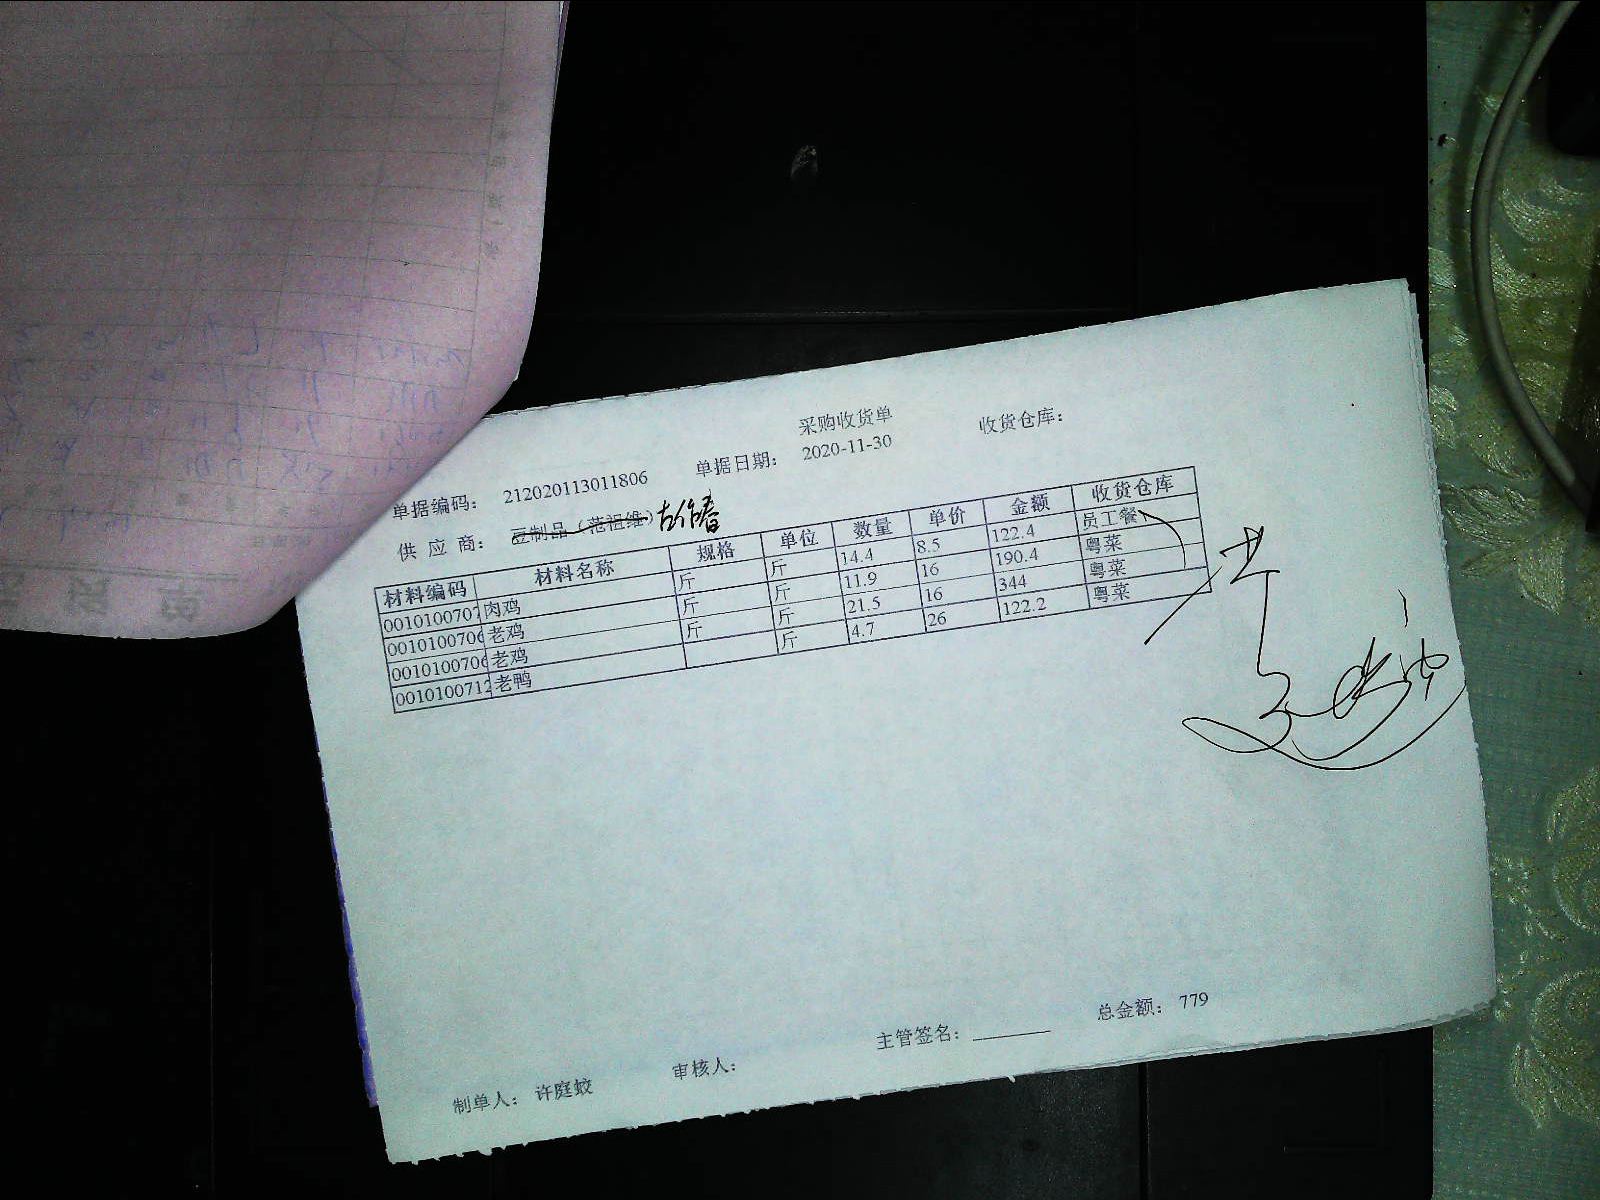 采购收货单
单据编码： 212020113011806 单据日期： 2020-11-30 收货仓库：
供 应 商： 豆制品（范祖维）
材料编码 材料名称 规格 单位 数量 单价 金额 收货仓库
0010100707 肉鸡 斤 斤 14.4 8.5 122.4 员工餐
0010100706 老鸡 斤 斤 11.9 16 190.4 粤菜
0010100706 老鸡 斤 斤 21.5 16 344 粤菜
0010100712 老鸭 斤 4.7 26 122.2 粤菜
制单人： 许庭蛟 审核人： 主管签名： 总金额： 779